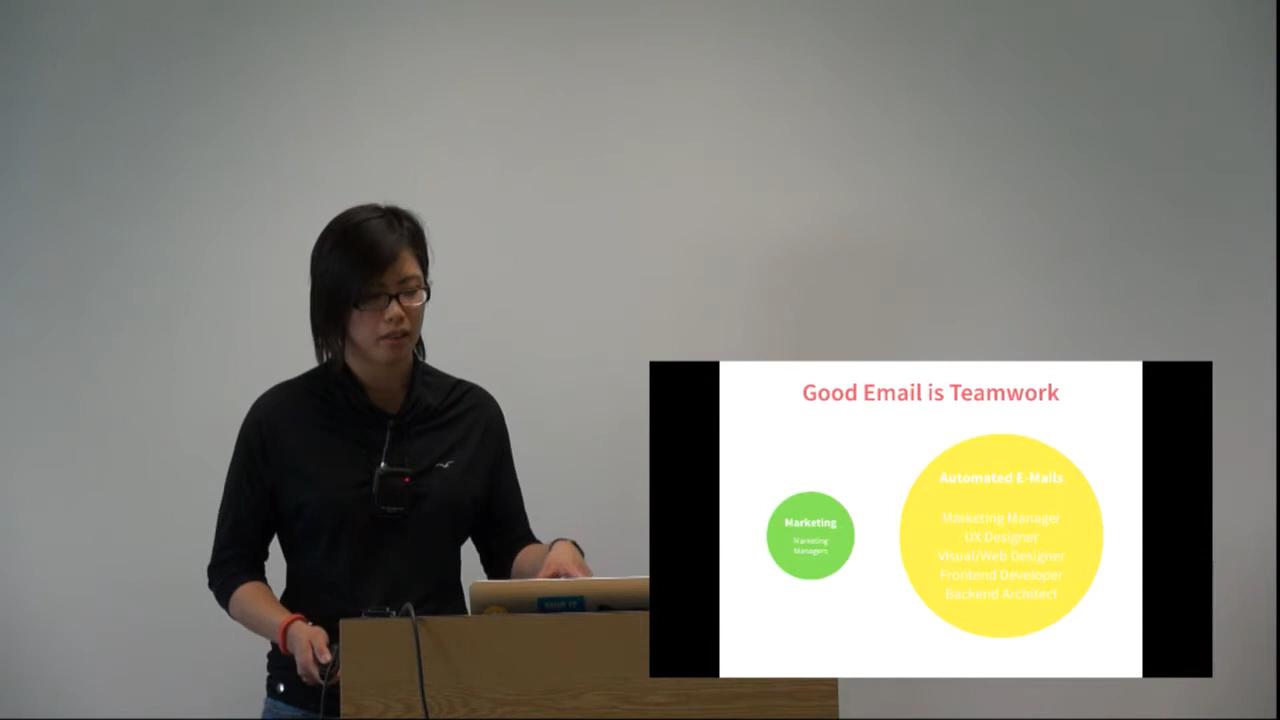 Good Email is Teamwork
Marketing
Marketing
Managers
Automated E-Mails
Marketing Manager
UX Designer
Visual/Web Designer
Frontend Developer
Backend Architect